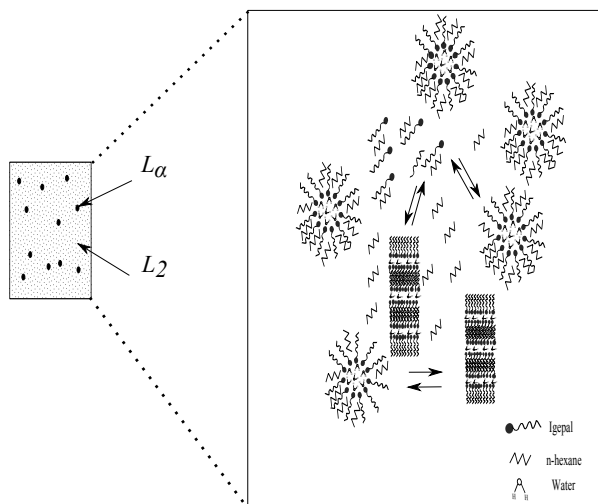 Lα
L2
Igepal
n-hexane
Water
H H